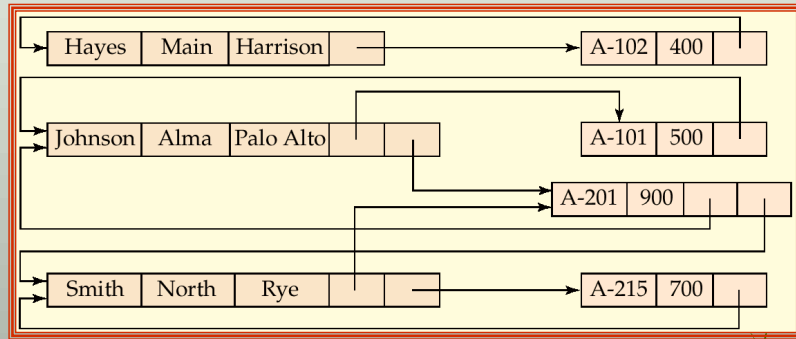 Hayes Main Harrison A-102 400
Johnson Alma Palo Alto A-101 500
A-201 900
Smith North Rye A-215 700